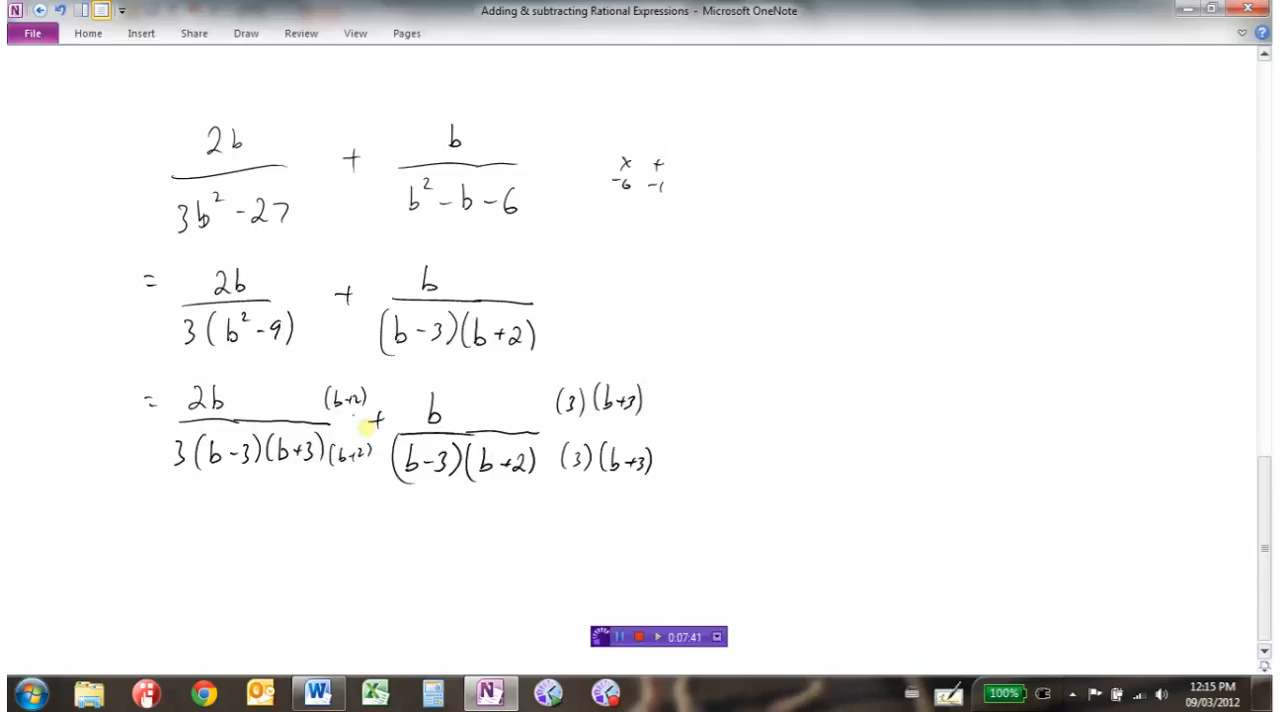 Adding & subtracting Rational Expressions - Microsoft OneNote
File Home Insert Share Draw Review View Pages
2b + b x +
3b² - 27 b² - b - 6 -6 -1
= 2b + b
3(b² - 9) (b - 3)(b + 2)
= 2b (b+2) + b (3)(b+3)
3(b - 3)(b + 3)(b+2) (b - 3)(b + 2) (3)(b+3)
0:07:41
100% 12:15 PM
09/03/2012